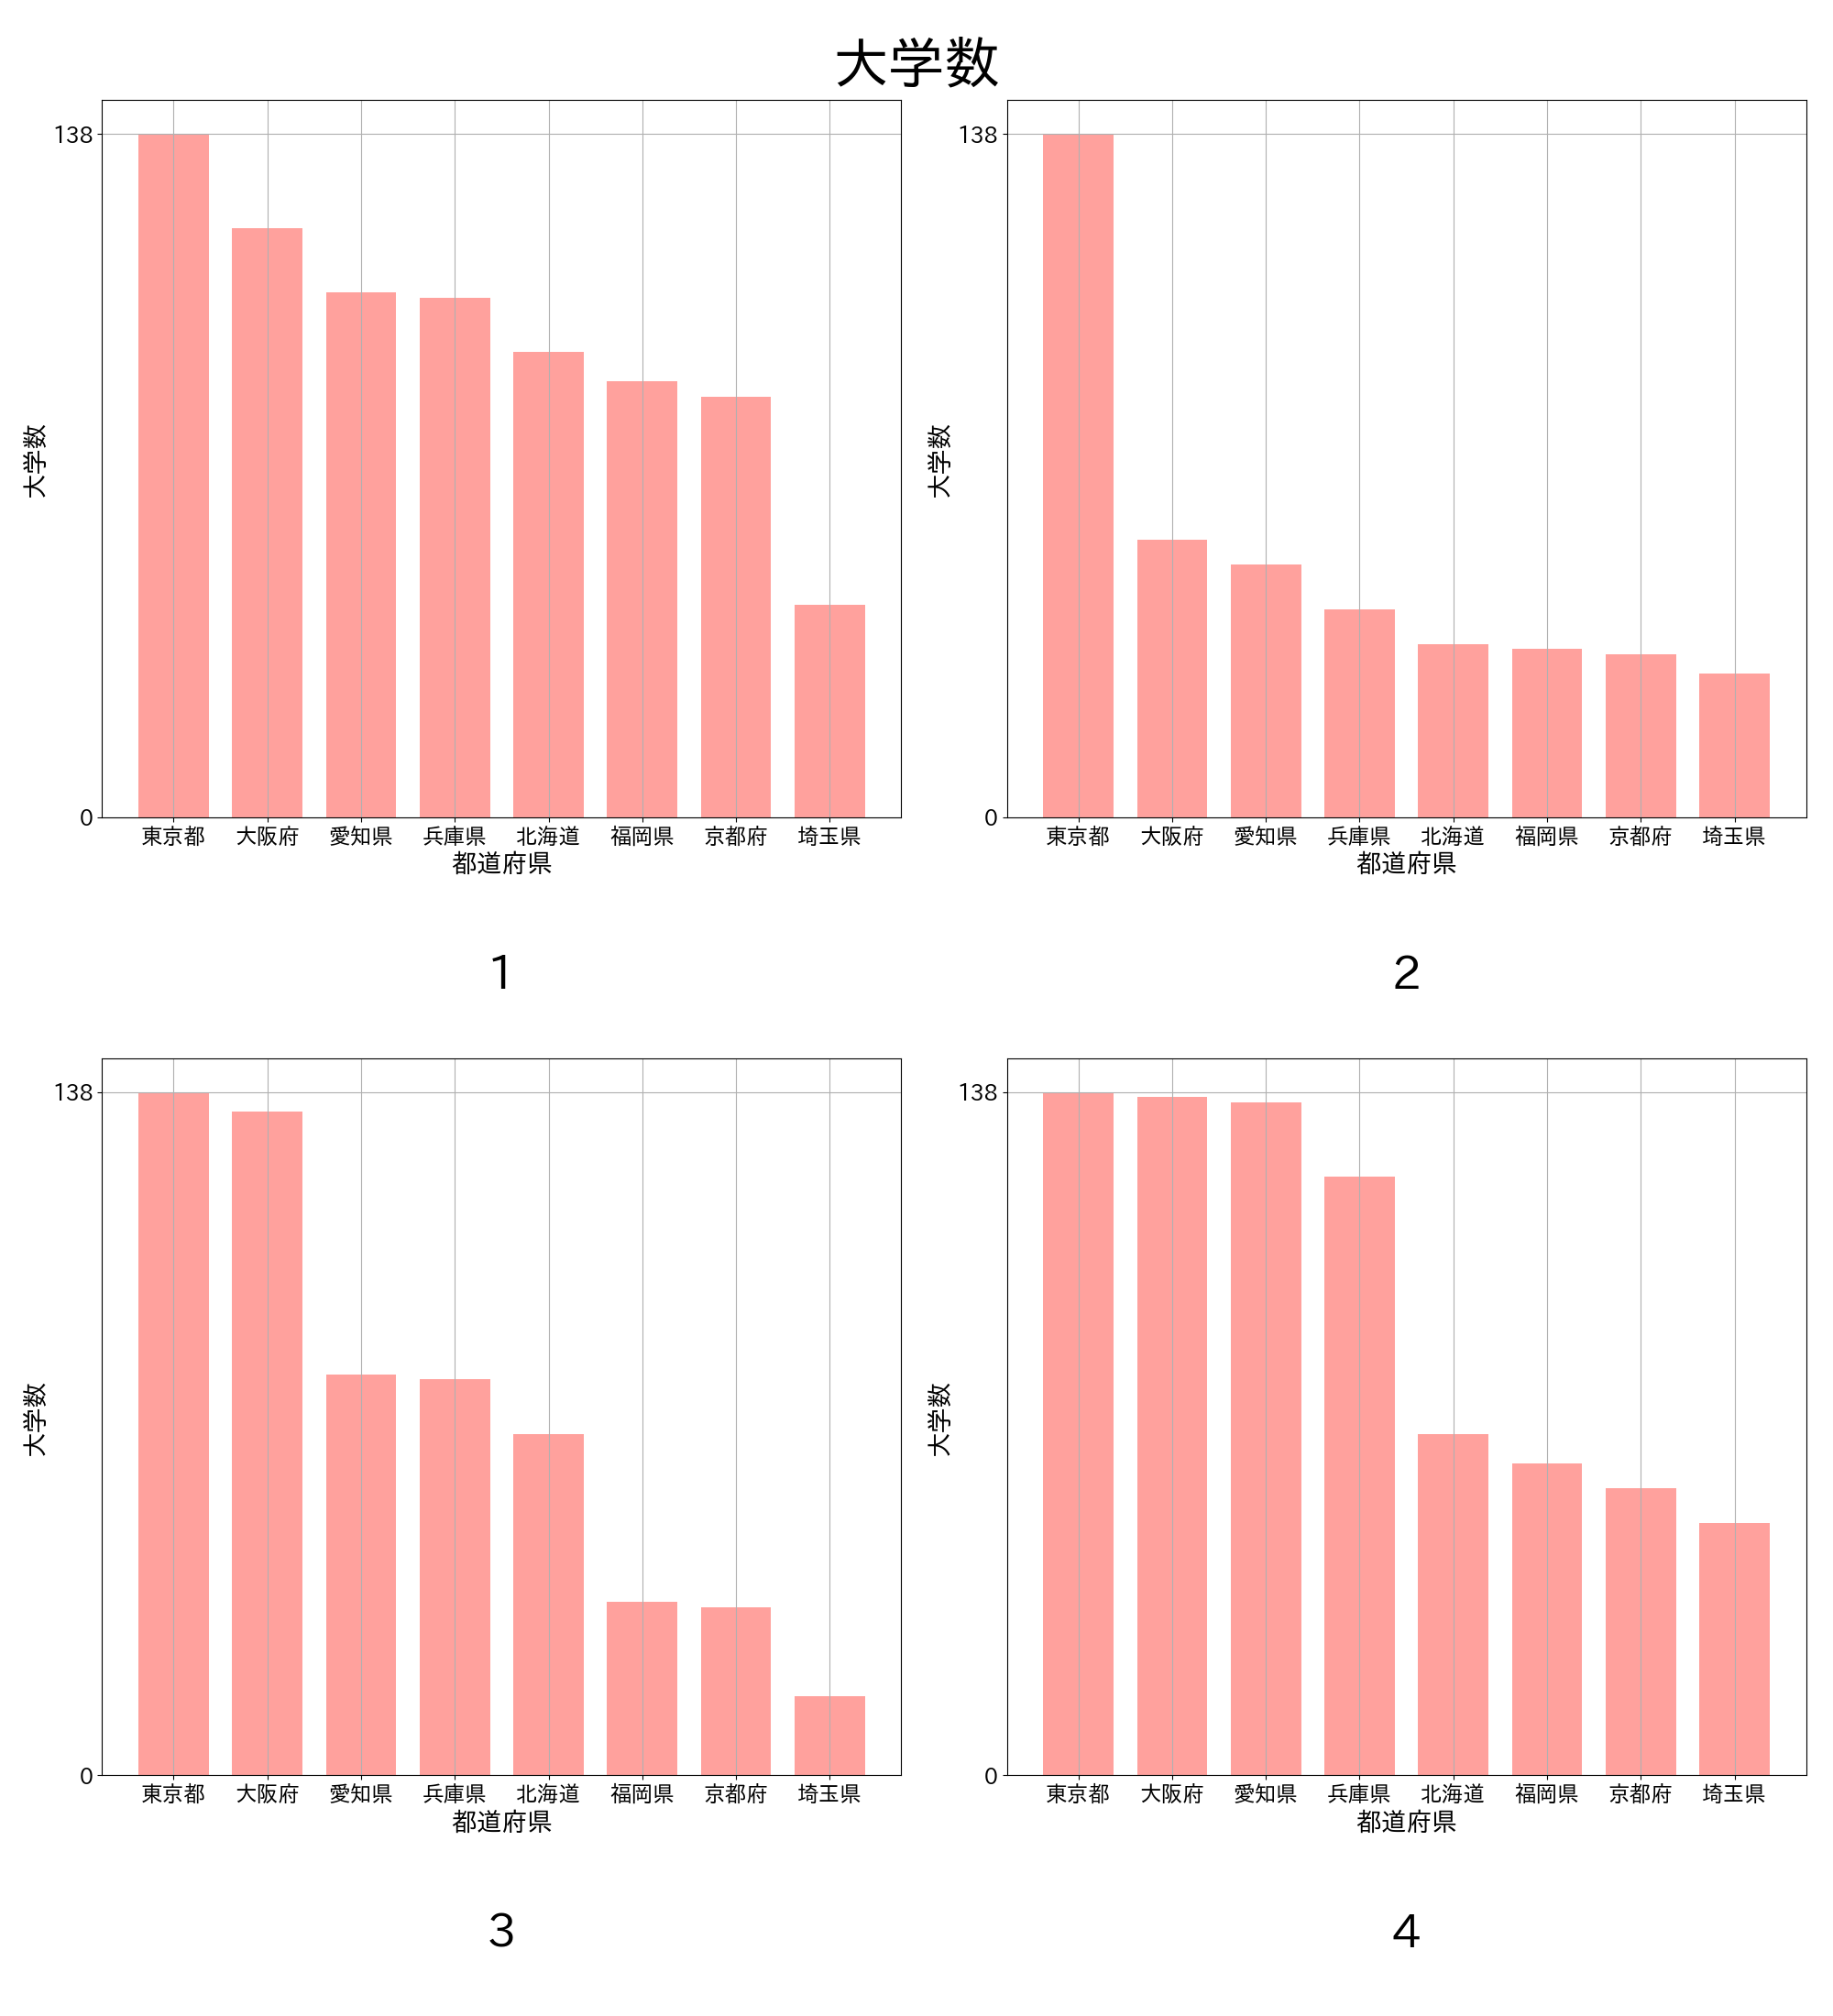 大学数
138
0
大学数
東京都 大阪府 愛知県 兵庫県 北海道 福岡県 京都府 埼玉県
都道府県
1
138
0
大学数
東京都 大阪府 愛知県 兵庫県 北海道 福岡県 京都府 埼玉県
都道府県
2
138
0
大学数
東京都 大阪府 愛知県 兵庫県 北海道 福岡県 京都府 埼玉県
都道府県
3
138
0
大学数
東京都 大阪府 愛知県 兵庫県 北海道 福岡県 京都府 埼玉県
都道府県
4